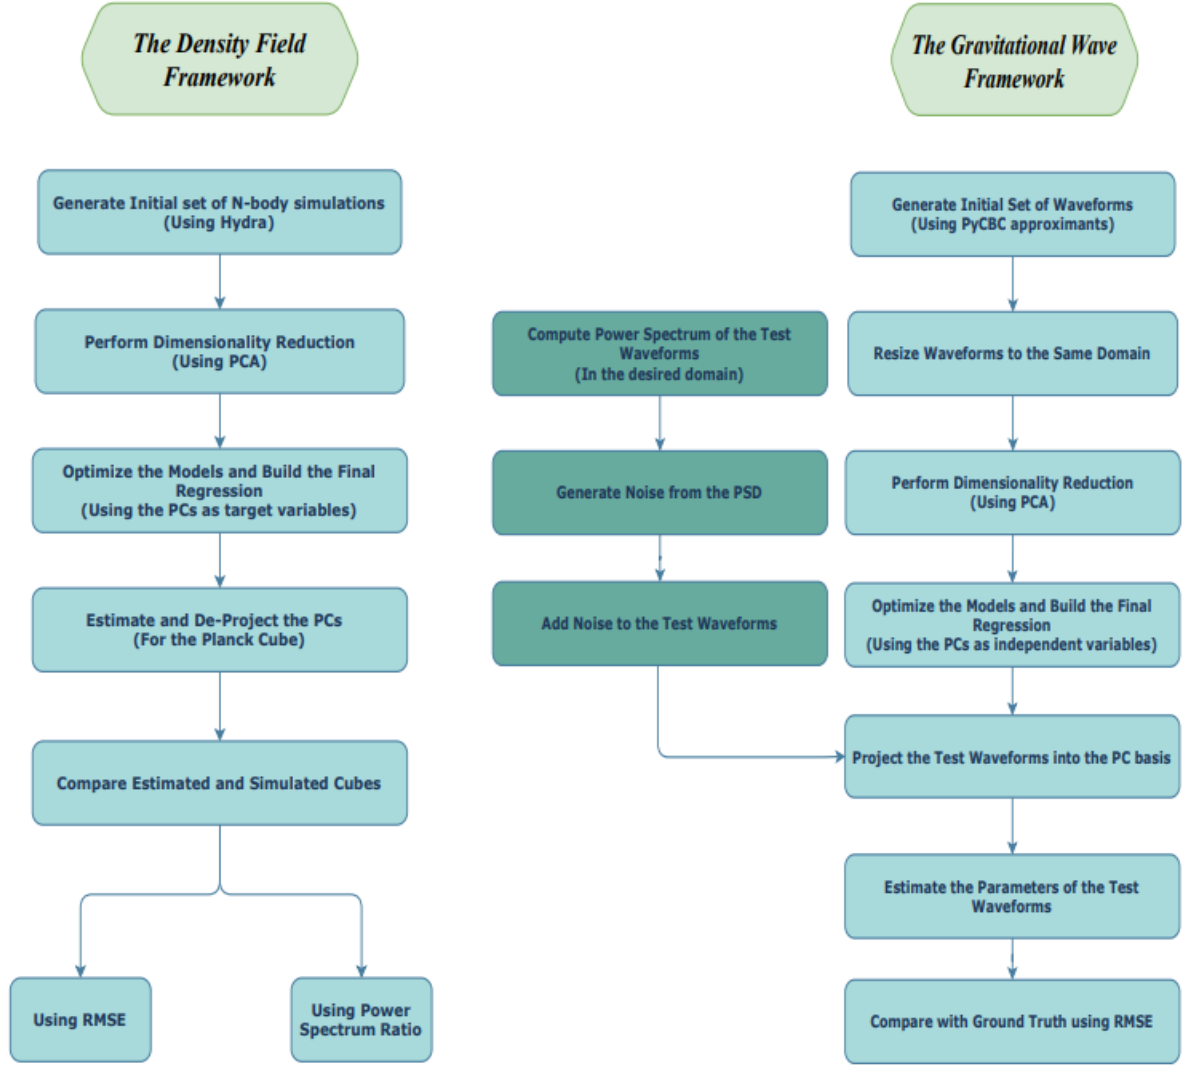 The Density Field
Framework
Generate Initial set of N-body simulations
(Using Hydra)
Perform Dimensionality Reduction
(Using PCA)
Optimize the Models and Build the Final
Regression
(Using the PCs as target variables)
Estimate and De-Project the PCs
(For the Planck Cube)
Compare Estimated and Simulated Cubes
Using RMSE
Using Power
Spectrum Ratio
Compute Power Spectrum of the Test
Waveforms
(In the desired domain)
Generate Noise from the PSD
Add Noise to the Test Waveforms
The Gravitational Wave
Framework
Generate Initial Set of Waveforms
(Using PyCBC approximants)
Resize Waveforms to the Same Domain
Perform Dimensionality Reduction
(Using PCA)
Optimize the Models and Build the Final
Regression
(Using the PCs as independent variables)
Project the Test Waveforms into the PC basis
Estimate the Parameters of the Test
Waveforms
Compare with Ground Truth using RMSE